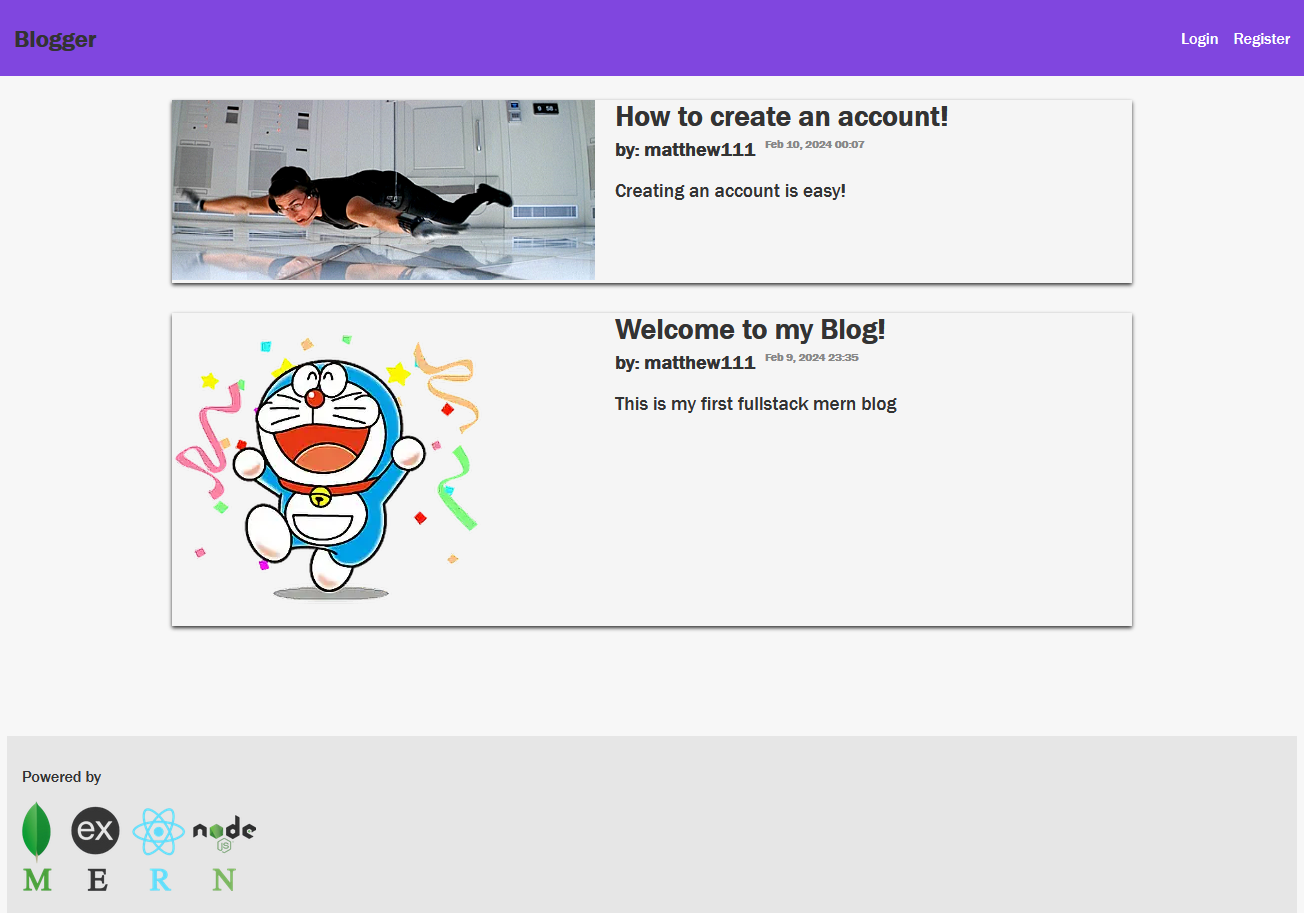 Blogger
Login Register
How to create an account!
by: matthew111 Feb 10, 2024 00:07
Creating an account is easy!
Welcome to my Blog!
by: matthew111 Feb 9, 2024 23:35
This is my first fullstack mern blog
Powered by
ex node
JS
M E R N